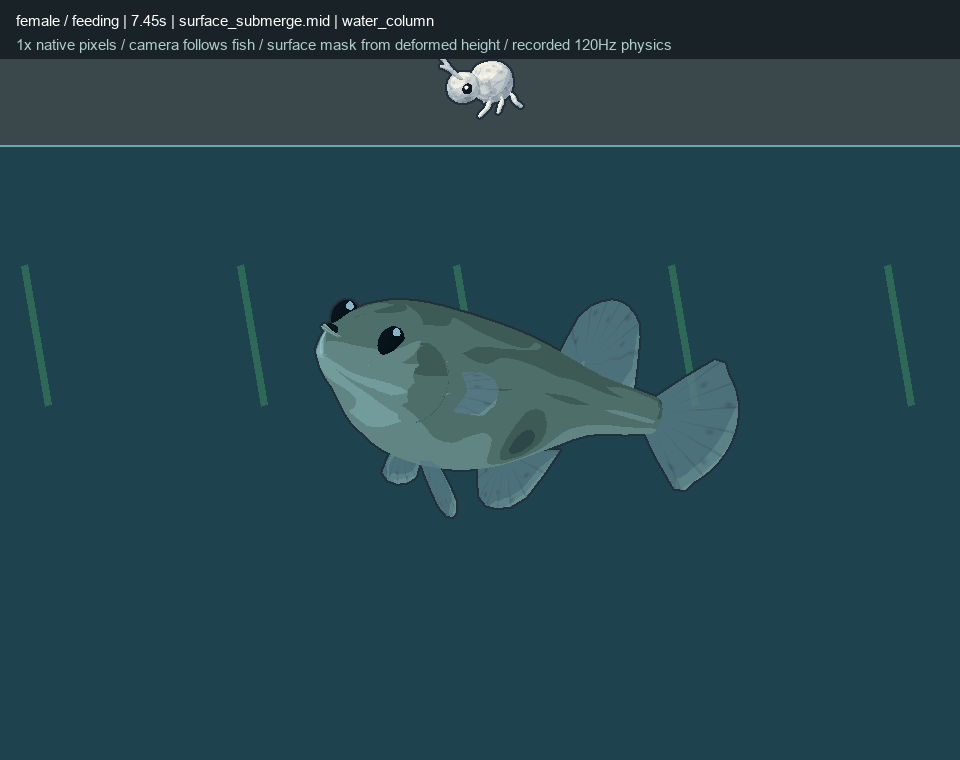 female / feeding | 7.45s | surface_submerge.mid | water_column
1x native pixels / camera follows fish / surface mask from deformed height / recorded 120Hz physics